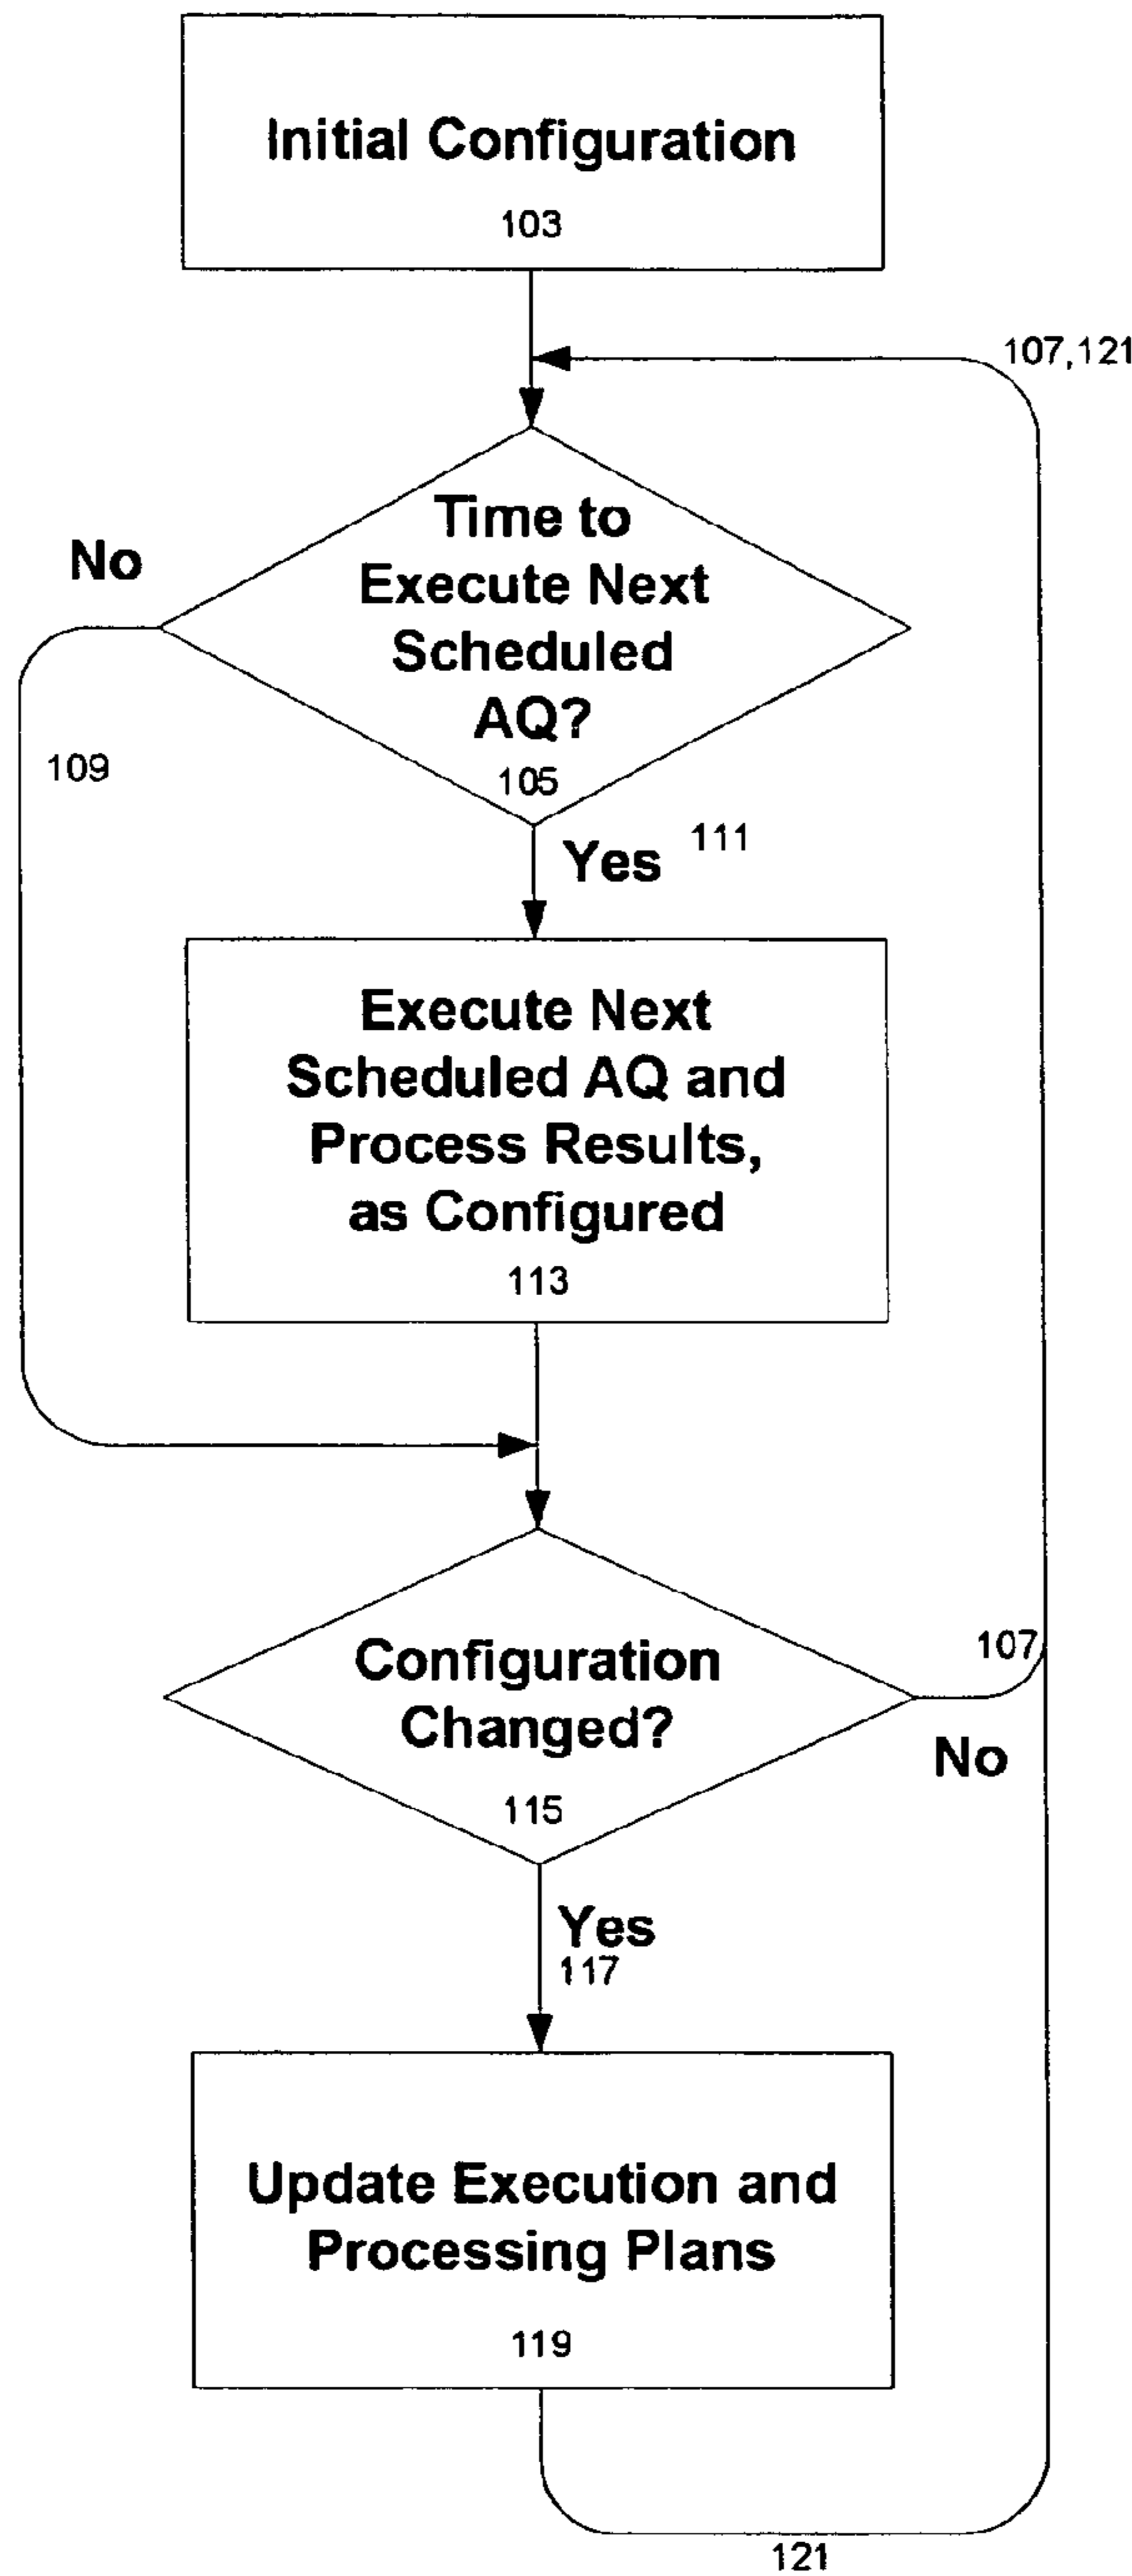 Initial Configuration
103
107,121
Time to
Execute Next
Scheduled
AQ?
105
No
109
Yes 111
Execute Next
Scheduled AQ and
Process Results,
as Configured
113
Configuration
Changed?
115
107
No
Yes
117
Update Execution and
Processing Plans
119
121